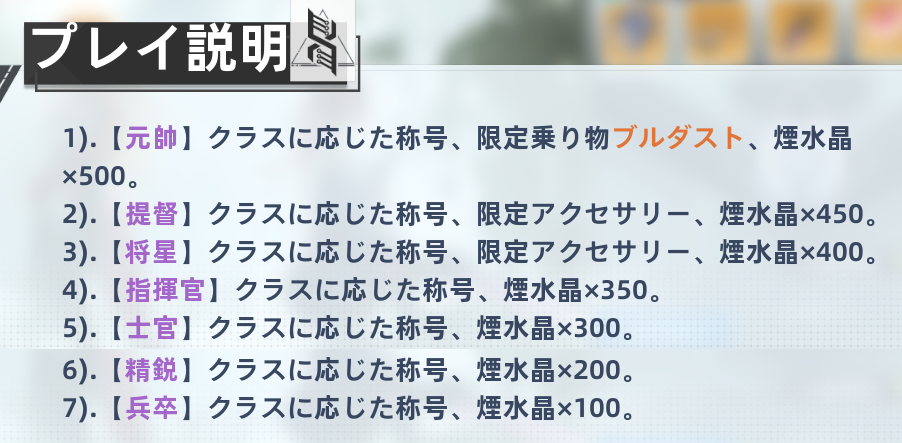 プレイ説明
1).【元帥】クラスに応じた称号、限定乗り物ブルダスト、煙水晶
×500。
2).【提督】クラスに応じた称号、限定アクセサリー、煙水晶×450。
3).【将星】クラスに応じた称号、限定アクセサリー、煙水晶×400。
4).【指揮官】クラスに応じた称号、煙水晶×350。
5).【士官】クラスに応じた称号、煙水晶×300。
6).【精鋭】クラスに応じた称号、煙水晶×200。
7).【兵卒】クラスに応じた称号、煙水晶×100。